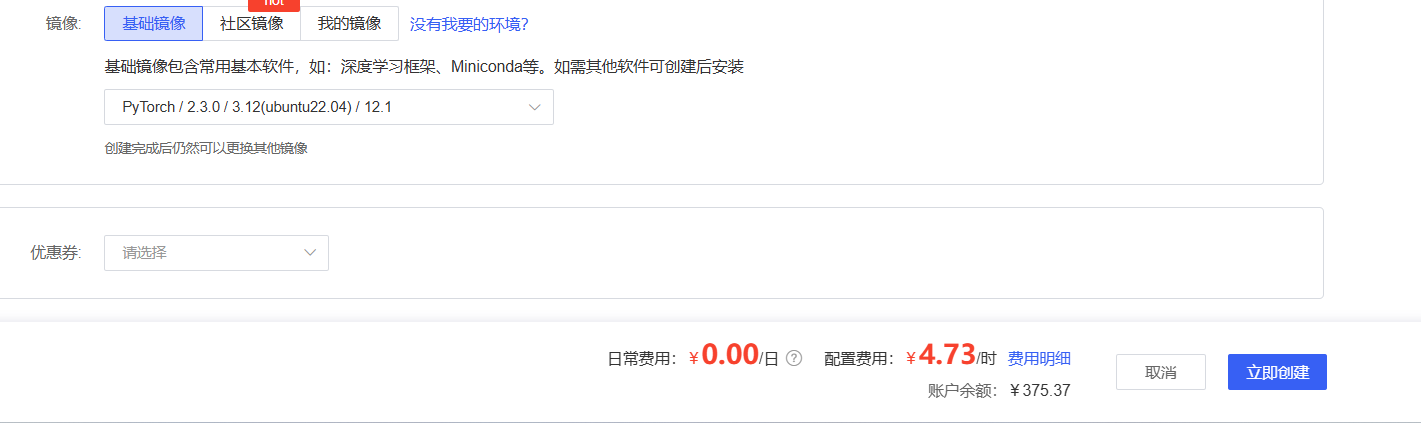 hot
镜像: 基础镜像 社区镜像 我的镜像 没有我要的环境?
基础镜像包含常用基本软件，如：深度学习框架、Miniconda等。如需其他软件可创建后安装
PyTorch / 2.3.0 / 3.12(ubuntu22.04) / 12.1
创建完成后仍然可以更换其他镜像
优惠券: 请选择
日常费用：￥0.00/日 ? 配置费用：￥4.73/时 费用明细
账户余额：￥375.37
取消 立即创建